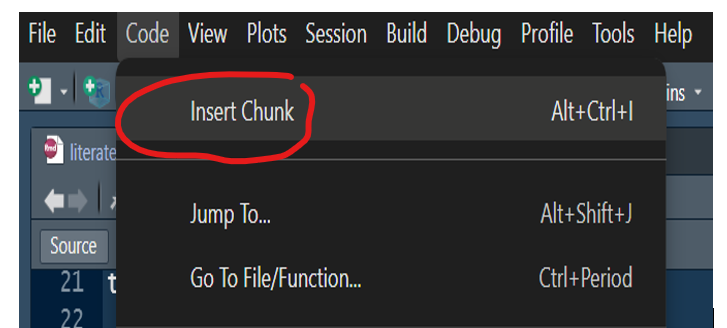 File Edit Code View Plots Session Build Debug Profile Tools Help
Insert Chunk Alt+Ctrl+I
ins
literate
Jump To... Alt+Shift+J
Source
Go To File/Function... Ctrl+Period
21 t
22